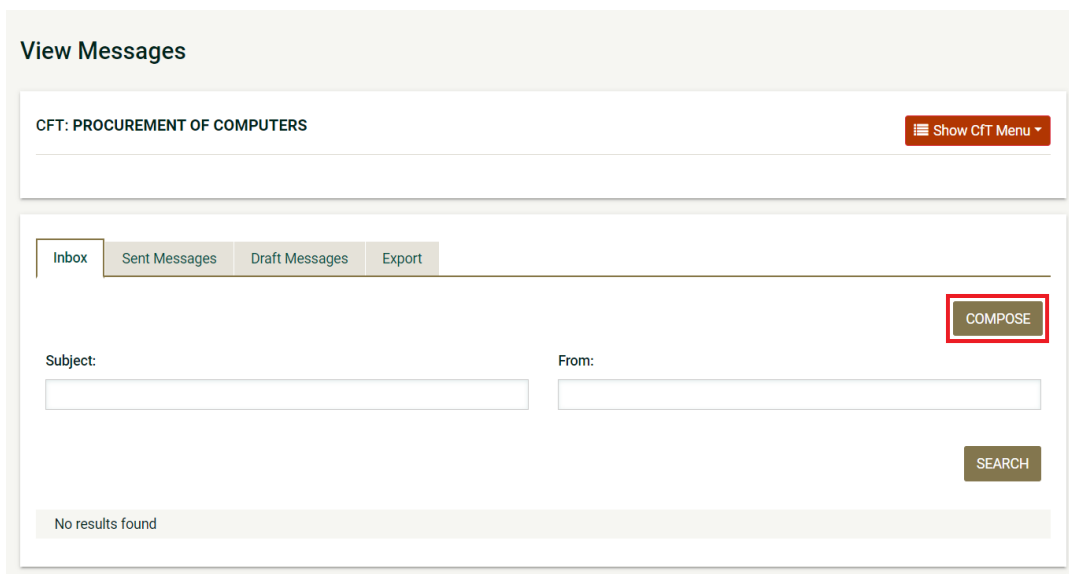 View Messages
CFT: PROCUREMENT OF COMPUTERS
Show CfT Menu
Inbox Sent Messages Draft Messages Export
COMPOSE
Subject: From:
SEARCH
No results found